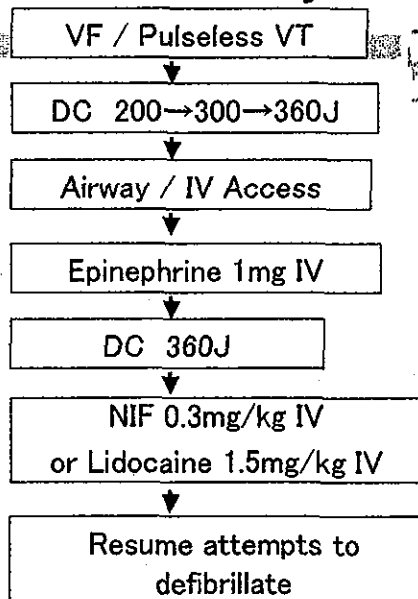 VF / Pulseless VT
DC 200→300→360J
Airway / IV Access
Epinephrine 1mg IV
DC 360J
NIF 0.3mg/kg IV
or Lidocaine 1.5mg/kg IV
Resume attempts to
defibrillate